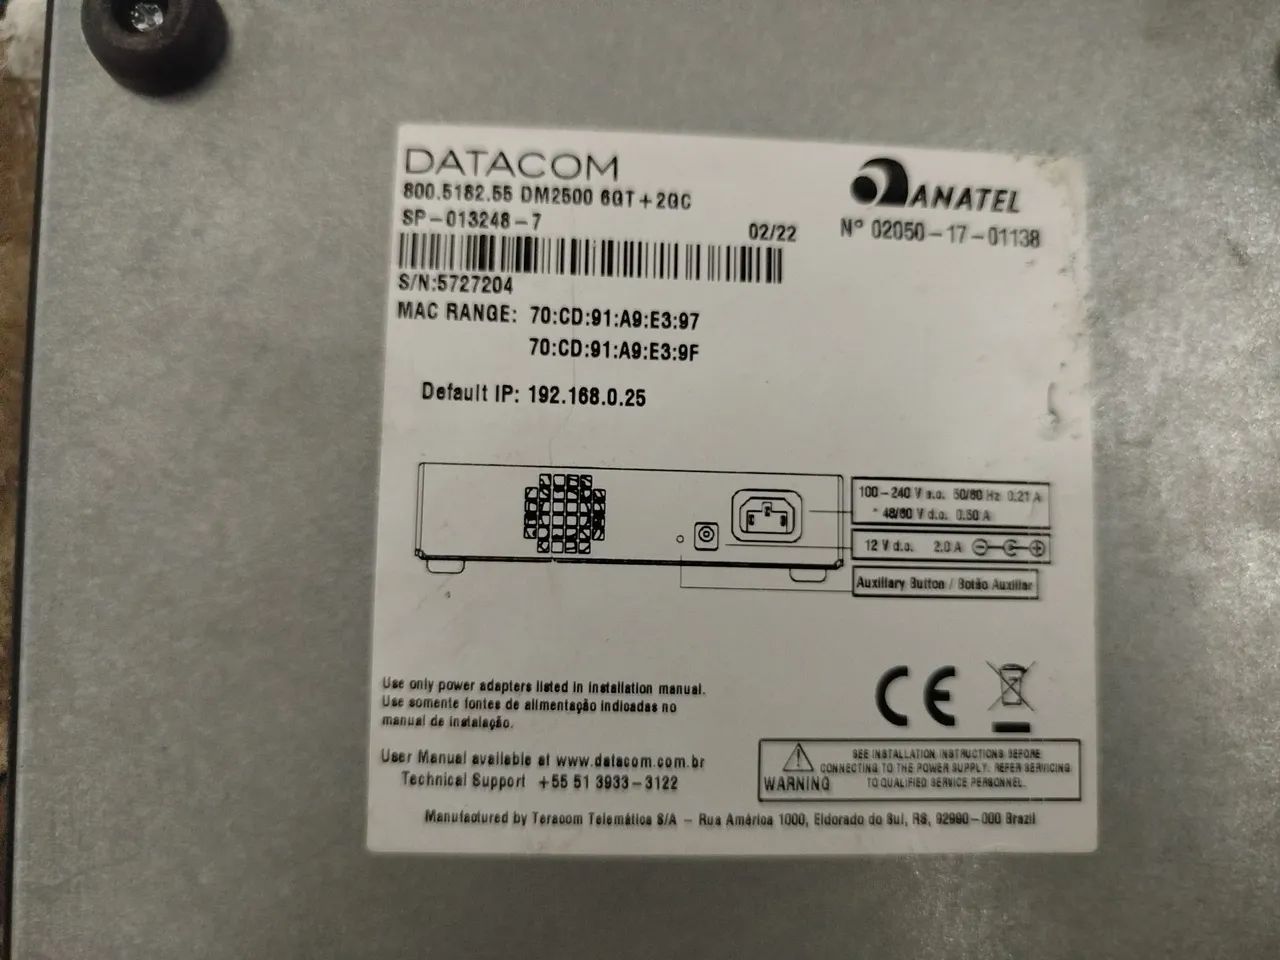 DATACOM
800.5182.55 DM2500 6GT+2GC
SP-013248-7
02/22
ANATEL
Nº 02050-17-01138
S/N:5727204
MAC RANGE: 70:CD:91:A9:E3:97
70:CD:91:A9:E3:9F
Default IP: 192.168.0.25
100-240 V a.c. 50/60 Hz 0.21 A
48/60 V d.c. 0.50 A
12 V d.c. 2.0 A
Auxiliary Button / Botão Auxiliar
Use only power adapters listed in installation manual.
Use somente fontes de alimentação indicadas no
manual de instalação.
User Manual available at www.datacom.com.br
Technical Support +55 51 3933-3122
CE
WARNING
SEE INSTALLATION INSTRUCTIONS BEFORE
CONNECTING TO THE POWER SUPPLY. REFER SERVICING
TO QUALIFIED SERVICE PERSONNEL.
Manufactured by Teracom Telemática S/A - Rua América 1000, Eldorado do Sul, RS, 92990-000 Brazil